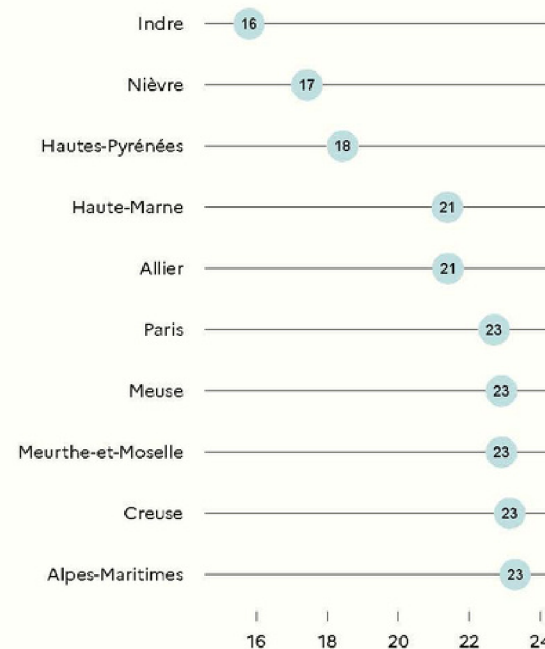 Indre 16
Nièvre 17
Hautes-Pyrénées 18
Haute-Marne 21
Allier 21
Paris 23
Meuse 23
Meurthe-et-Moselle 23
Creuse 23
Alpes-Maritimes 23
16 18 20 22 24